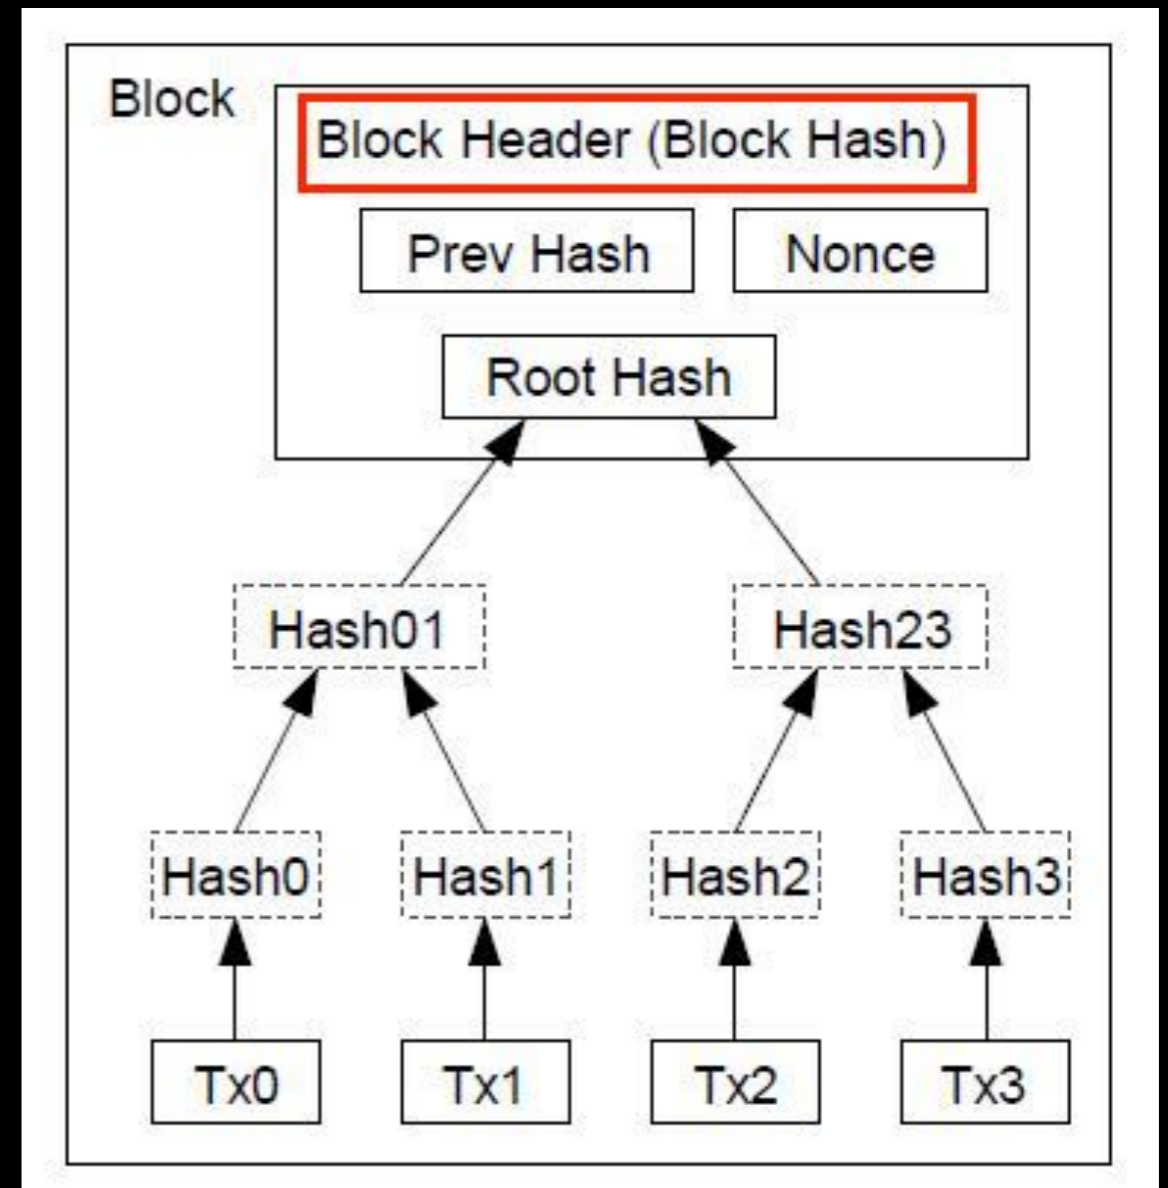 Block
Block Header (Block Hash)
Prev Hash
Nonce
Root Hash
Hash01
Hash23
Hash0
Hash1
Hash2
Hash3
Tx0
Tx1
Tx2
Tx3